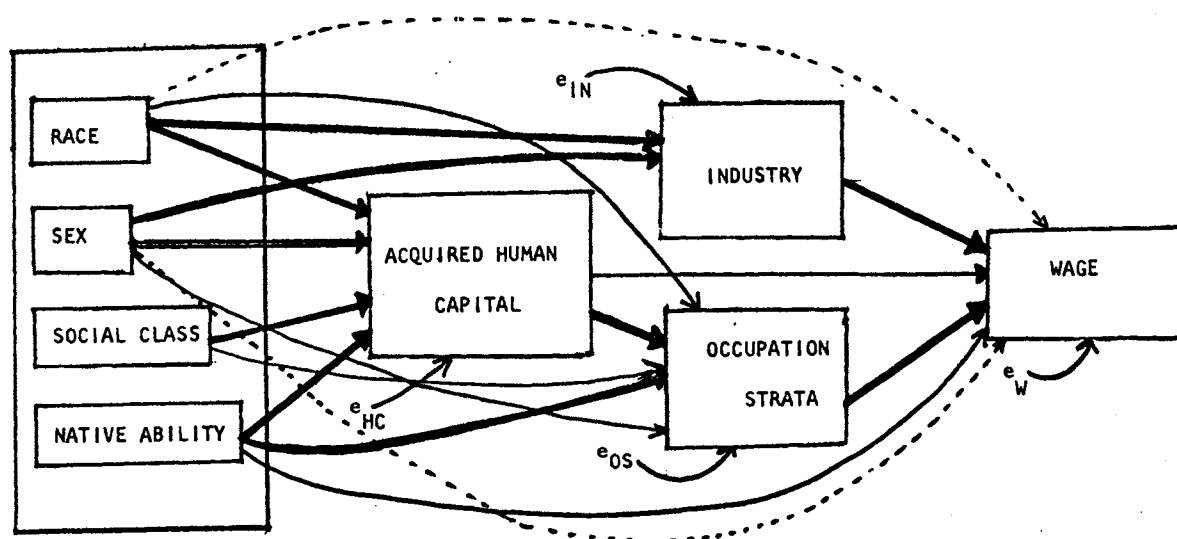 RACE
SEX
SOCIAL CLASS
NATIVE ABILITY
ACQUIRED HUMAN
CAPITAL
e HC
e IN
INDUSTRY
OCCUPATION
STRATA
e OS
WAGE
e W